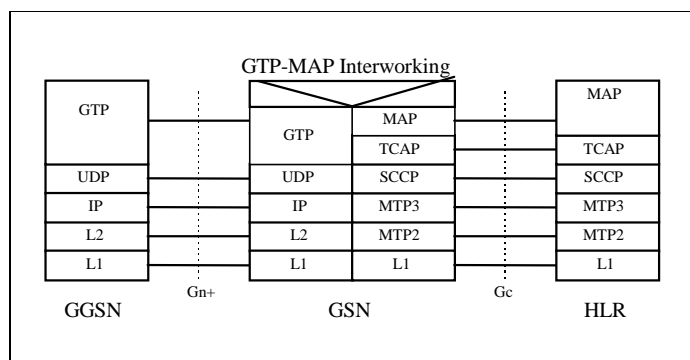 GTP-MAP Interworking
GTP
GTP
MAP
MAP
TCAP
TCAP
UDP
UDP
SCCP
SCCP
IP
IP
MTP3
MTP3
L2
L2
MTP2
MTP2
L1
L1
L1
L1
Gn+
Gc
GGSN
GSN
HLR